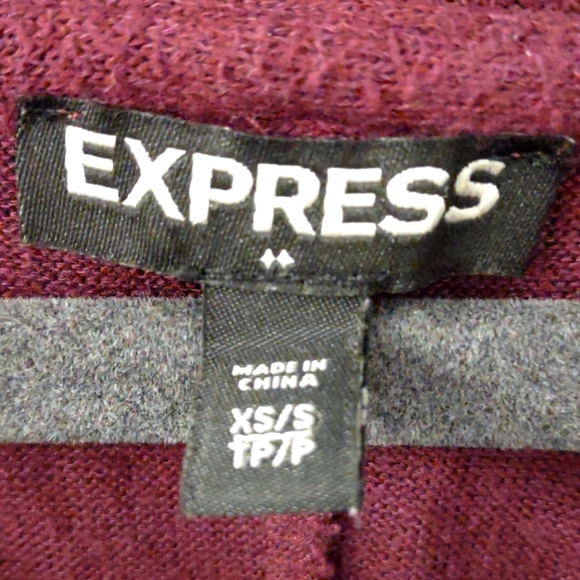 EXPRESS
MADE IN
CHINA
XS/S
TP/P